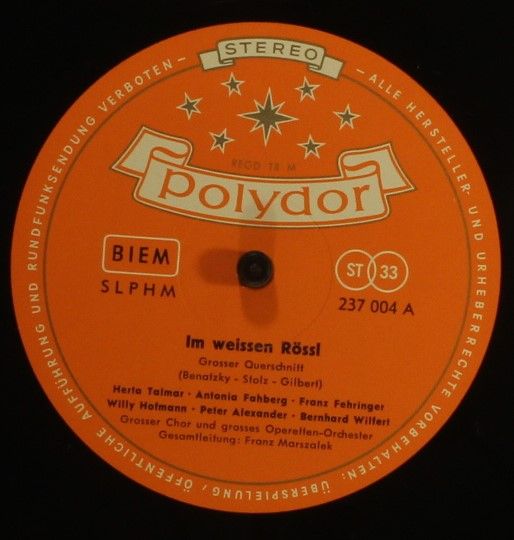 STEREO
REGD TR M
polydor
BIEM
SLPHM
ST 33
237 004 A
Im weissen Rössl
Grosser Querschnitt
(Benatzky - Stolz - Gilbert)
Herta Talmar · Antonia Fahberg · Franz Fehringer
Willy Hofmann · Peter Alexander · Bernhard Wilfert
Grosser Chor und grosses Operetten-Orchester
Gesamtleitung: Franz Marszalek
– ALLE HERSTELLER- UND URHEBERRECHTE VORBEHALTEN; ÜBERSPIELUNG, ÖFFENTLICHE AUFFÜHRUNG UND RUNDFUNKSENDUNG VERBOTEN –